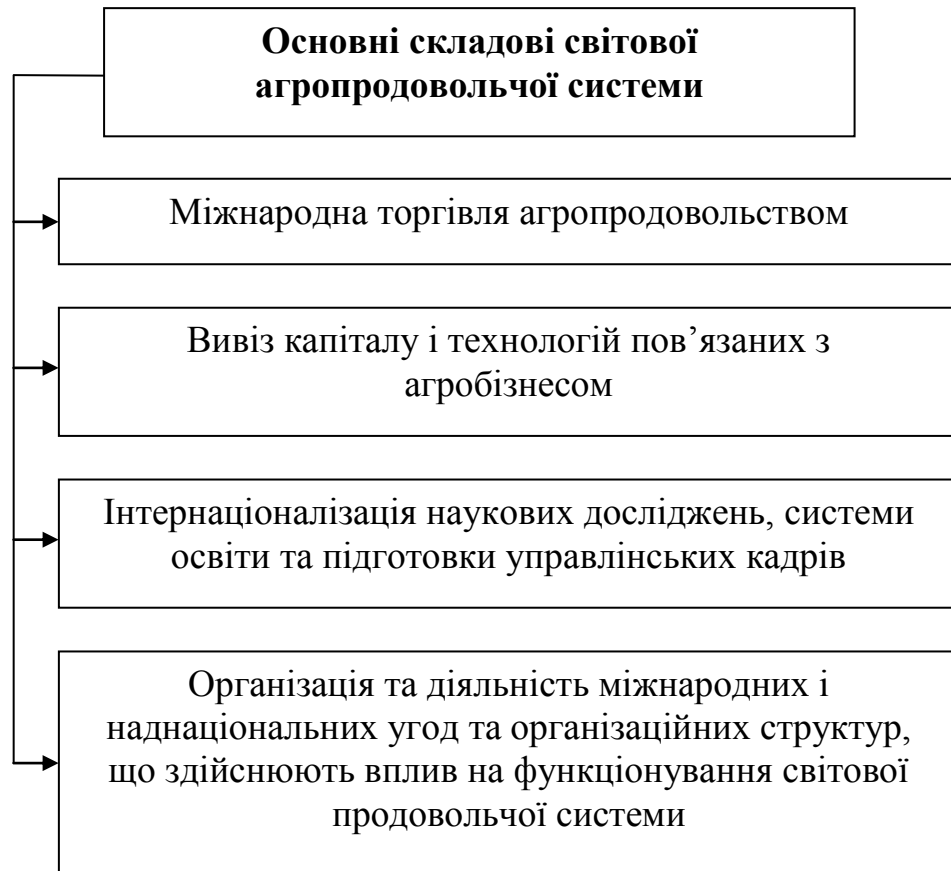 Основні складові світової
агропродовольчої системи
Міжнародна торгівля агропродовольством
Вивіз капіталу і технологій пов’язаних з
агробізнесом
Інтернаціоналізація наукових досліджень, системи
освіти та підготовки управлінських кадрів
Організація та діяльність міжнародних і
наднаціональних угод та організаційних структур,
що здійснюють вплив на функціонування світової
продовольчої системи